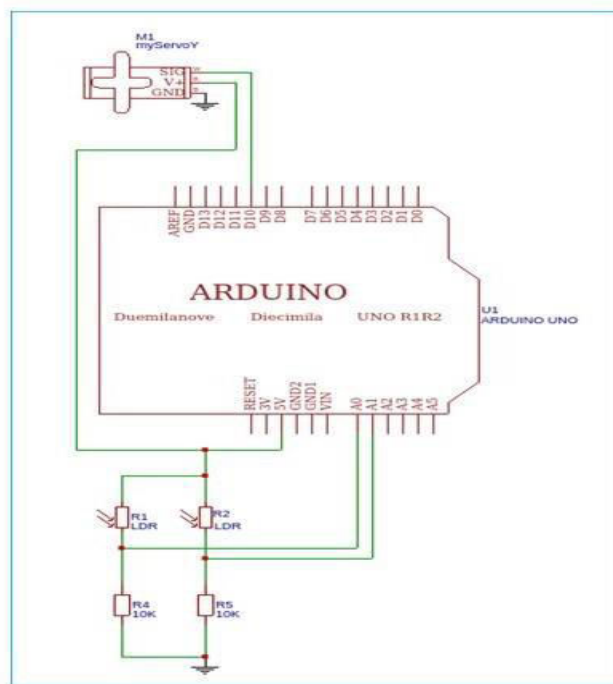 M1
myServoY
SIG
V+
GND
AREF
GND
D13
D12
D11
D10
D9
D8
D7
D6
D5
D4
D3
D2
D1
D0
ARDUINO
Duemilanove Diecimila UNO R1R2
U1
ARDUINO UNO
RESET
3V
5V
GND2
GND1
VIN
A0
A1
A2
A3
A4
A5
R1
LDR
R2
LDR
R4
10K
R5
10K